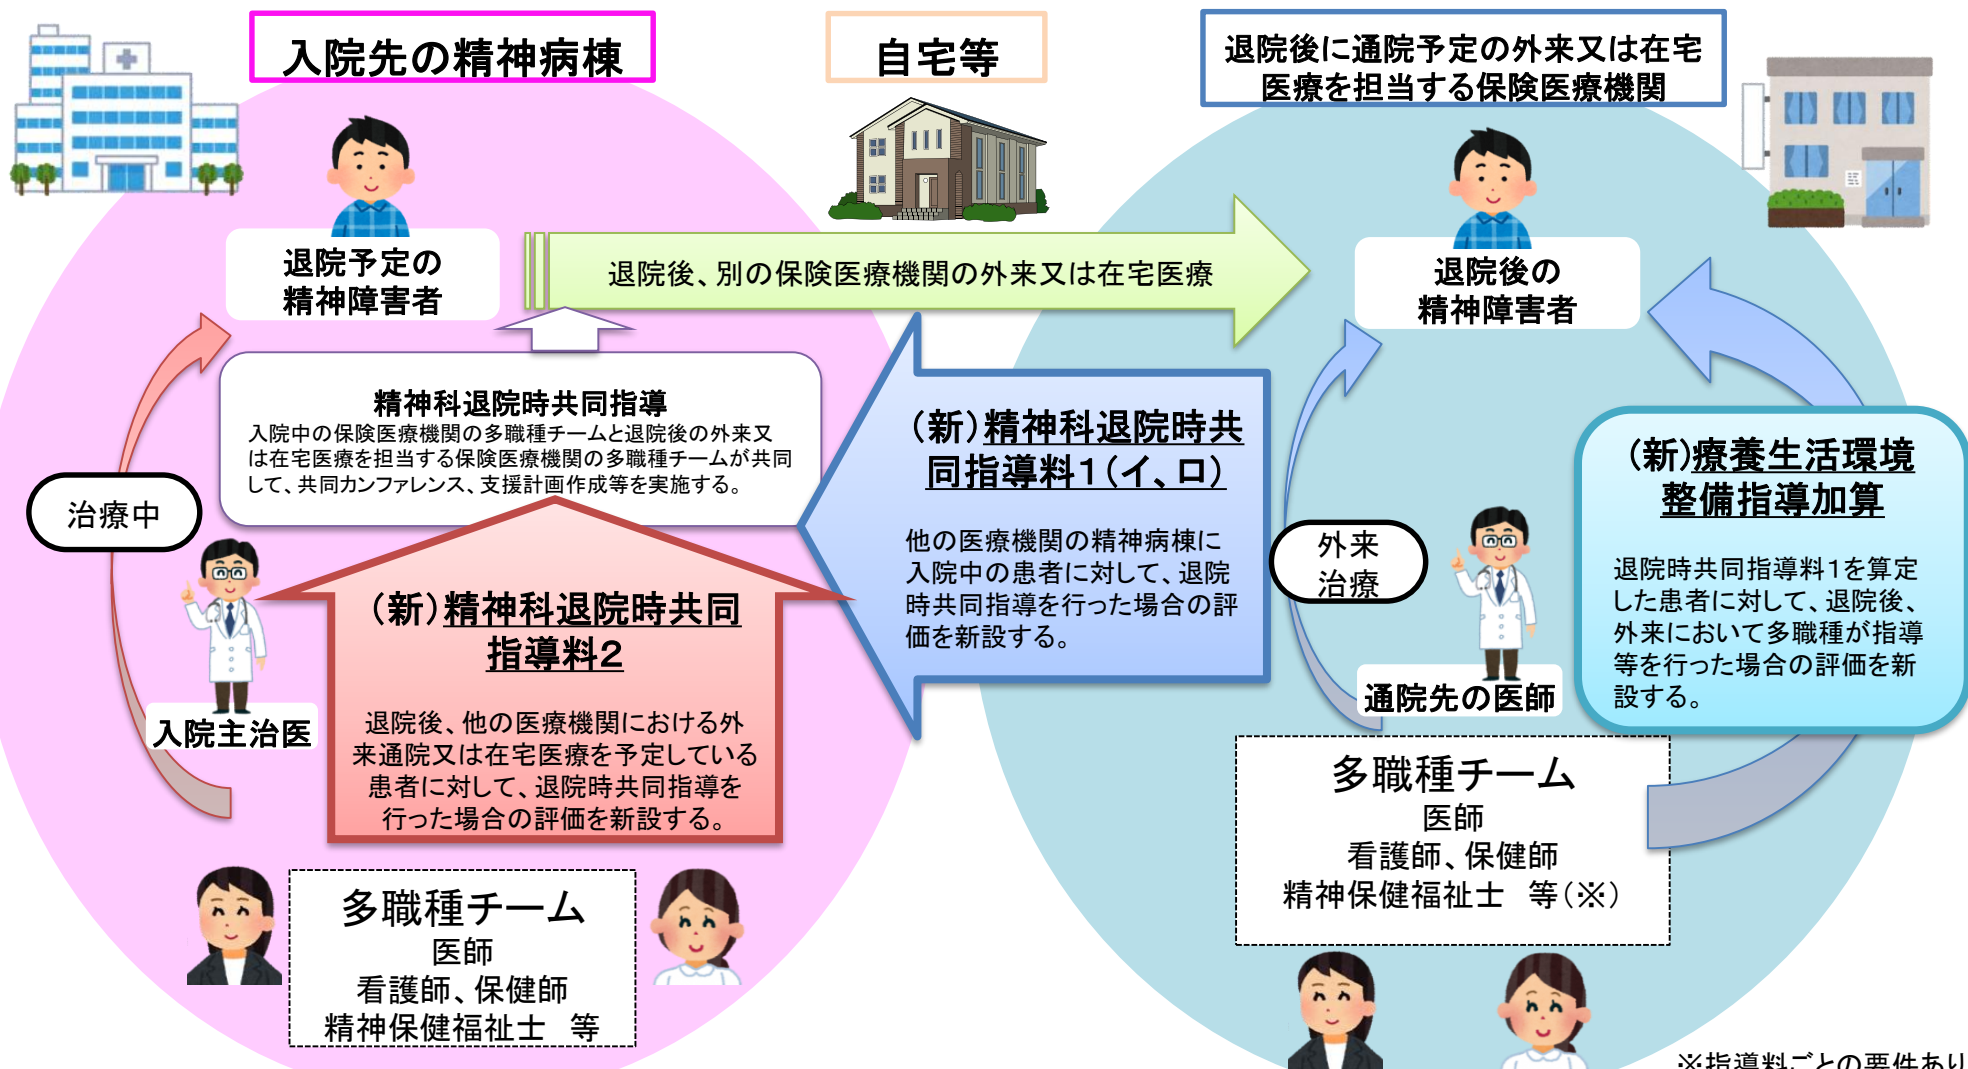 入院先の精神病棟
自宅等
退院後に通院予定の外来又は在宅
医療を担当する保険医療機関
退院予定の
精神障害者
退院後、別の保険医療機関の外来又は在宅医療
退院後の
精神障害者
精神科退院時共同指導
入院中の保険医療機関の多職種チームと退院後の外来又
は在宅医療を担当する保険医療機関の多職種チームが共同
して、共同カンファレンス、支援計画作成等を実施する。
治療中
入院主治医
(新)精神科退院時共同
指導料2
退院後、他の医療機関における外
来通院又は在宅医療を予定している
患者に対して、退院時共同指導を
行った場合の評価を新設する。
多職種チーム
医師
看護師、保健師
精神保健福祉士 等
(新)精神科退院時共
同指導料1(イ、ロ)
他の医療機関の精神病棟に
入院中の患者に対して、退院
時共同指導を行った場合の評
価を新設する。
外来
治療
通院先の医師
(新)療養生活環境
整備指導加算
退院時共同指導料1を算定
した患者に対して、退院後、
外来において多職種が指導
等を行った場合の評価を新
設する。
多職種チーム
医師
看護師、保健師
精神保健福祉士 等(※)
※指導料ごとの要件あり